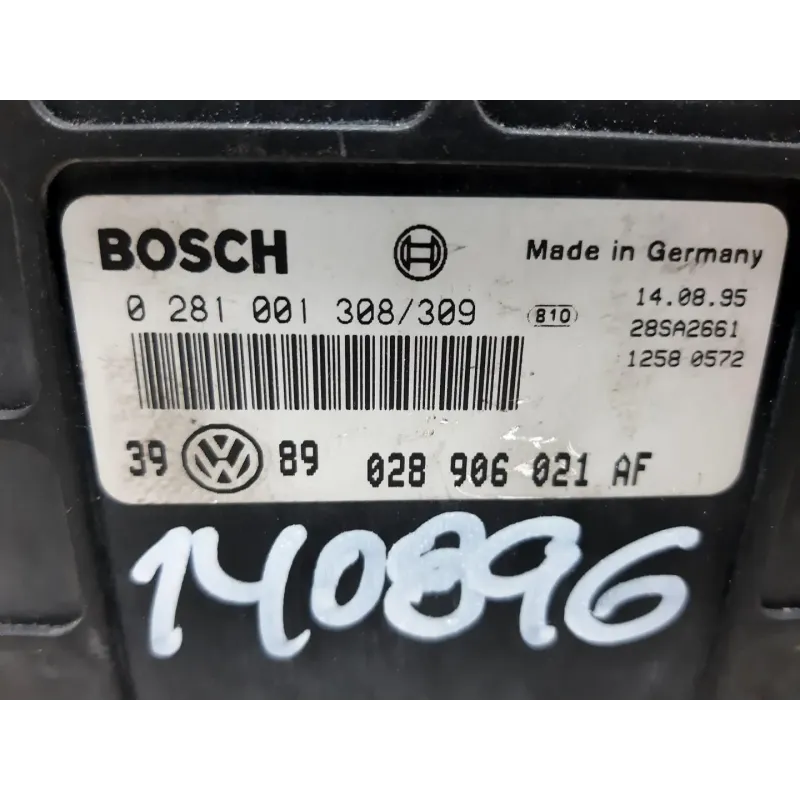 BOSCH Made in Germany
0 281 001 308/309 810 14.08.95
28SA2661
1258 0572
39 VW 89 028 906 021 AF
140896